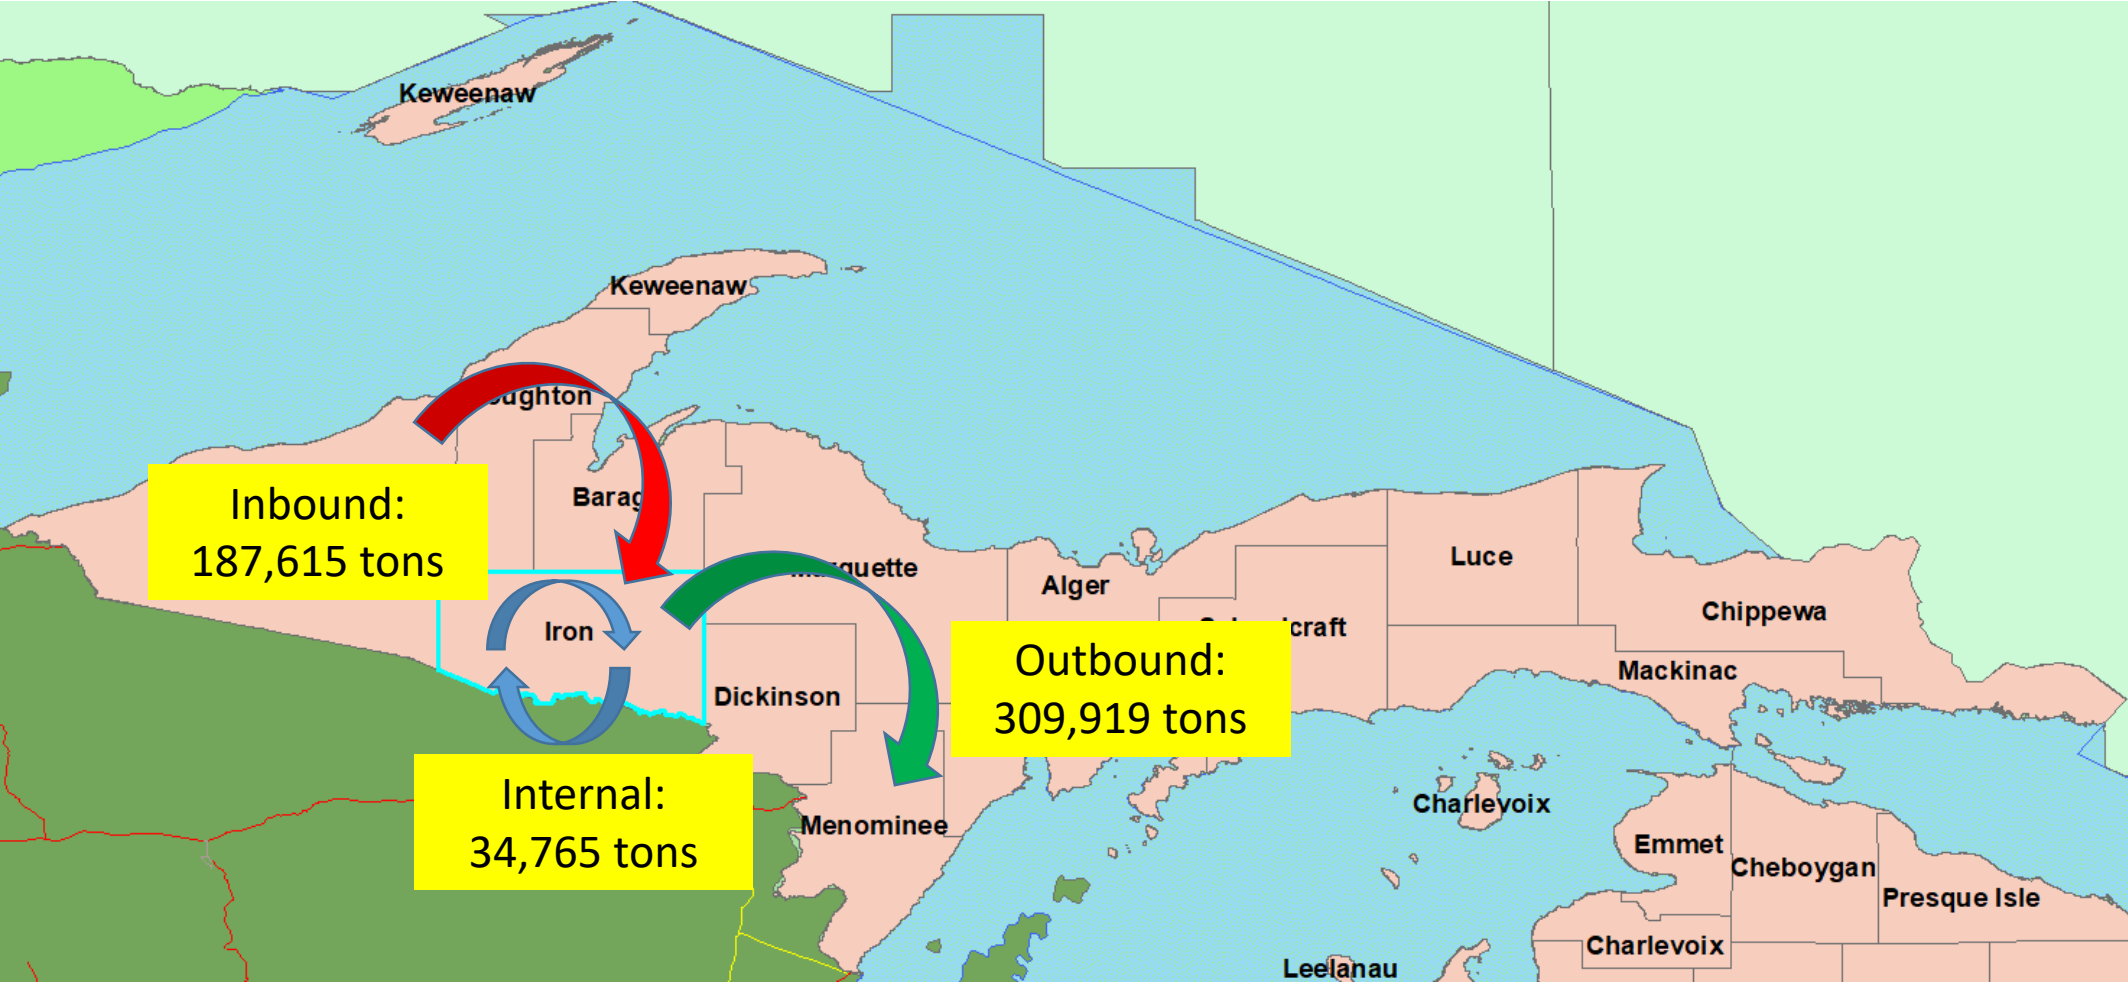 Keweenaw
Keweenaw
Inbound:
187,615 tons
Luce
Alger
Chippewa
Iron
Mackinac
Outbound:
309,919 tons
Dickinson
Internal:
34,765 tons
Charlevoix
Menominee
Emmet
Cheboygan
Presque Isle
Charlevoix
Leelanau